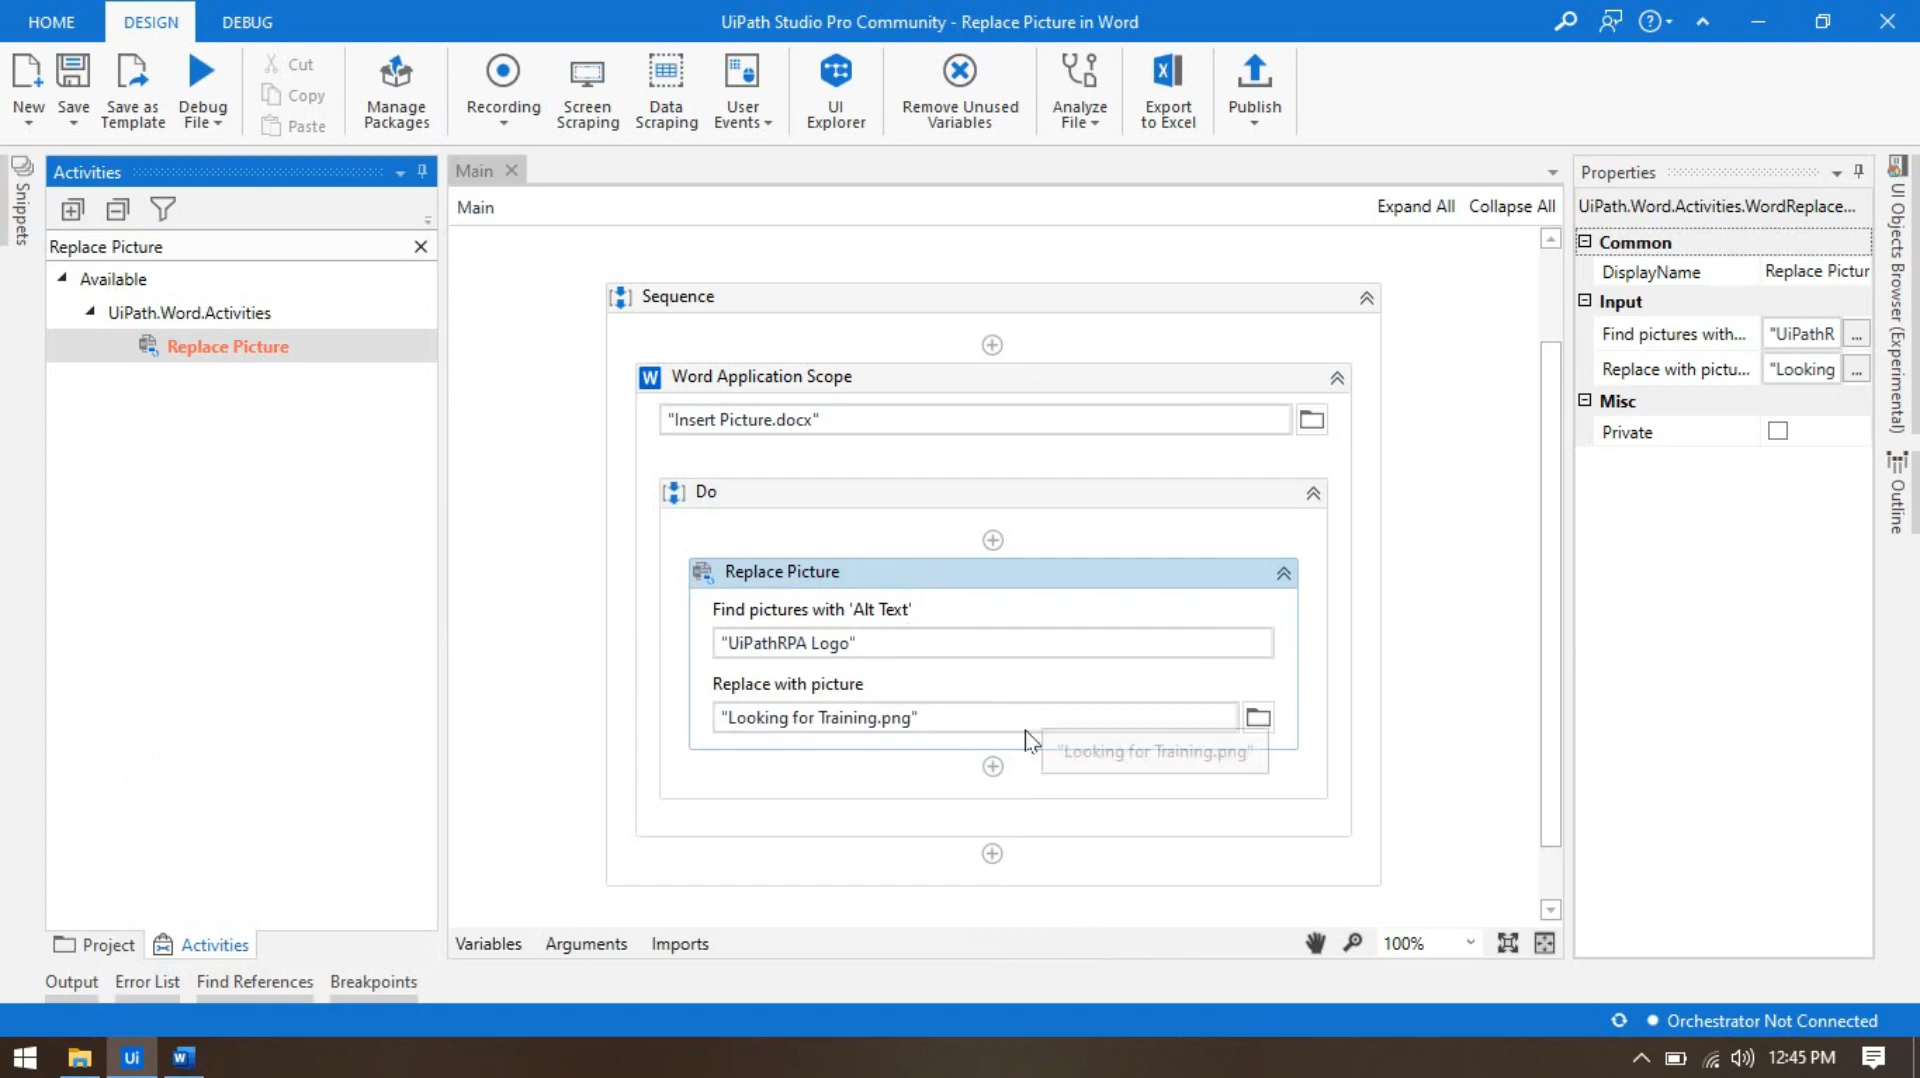 HOME DESIGN DEBUG UiPath Studio Pro Community - Replace Picture in Word
New Save Save as Template Debug File Cut Copy Paste Manage Packages Recording Screen Scraping Data Scraping User Events UI Explorer Remove Unused Variables Analyze File Export to Excel Publish
Snippets
Activities
Replace Picture
Available
UiPath.Word.Activities
Replace Picture
Main
Main Expand All Collapse All
Sequence
W Word Application Scope
"Insert Picture.docx"
Do
Replace Picture
Find pictures with 'Alt Text'
"UiPathRPA Logo"
Replace with picture
"Looking for Training.png"
"Looking for Training.png"
Properties
UiPath.Word.Activities.WordReplace...
Common
DisplayName Replace Pictur
Input
Find pictures with... "UiPathR ...
Replace with pictu... "Looking ...
Misc
Private
UI Objects Browser (Experimental)
Outline
Project Activities
Variables Arguments Imports 100%
Output Error List Find References Breakpoints
Orchestrator Not Connected
Ui W 12:45 PM